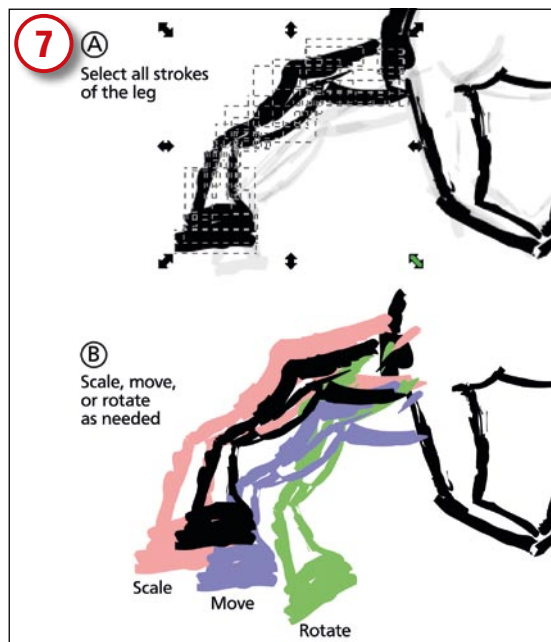 7
A
Select all strokes
of the leg
B
Scale, move,
or rotate
as needed
Scale
Move
Rotate